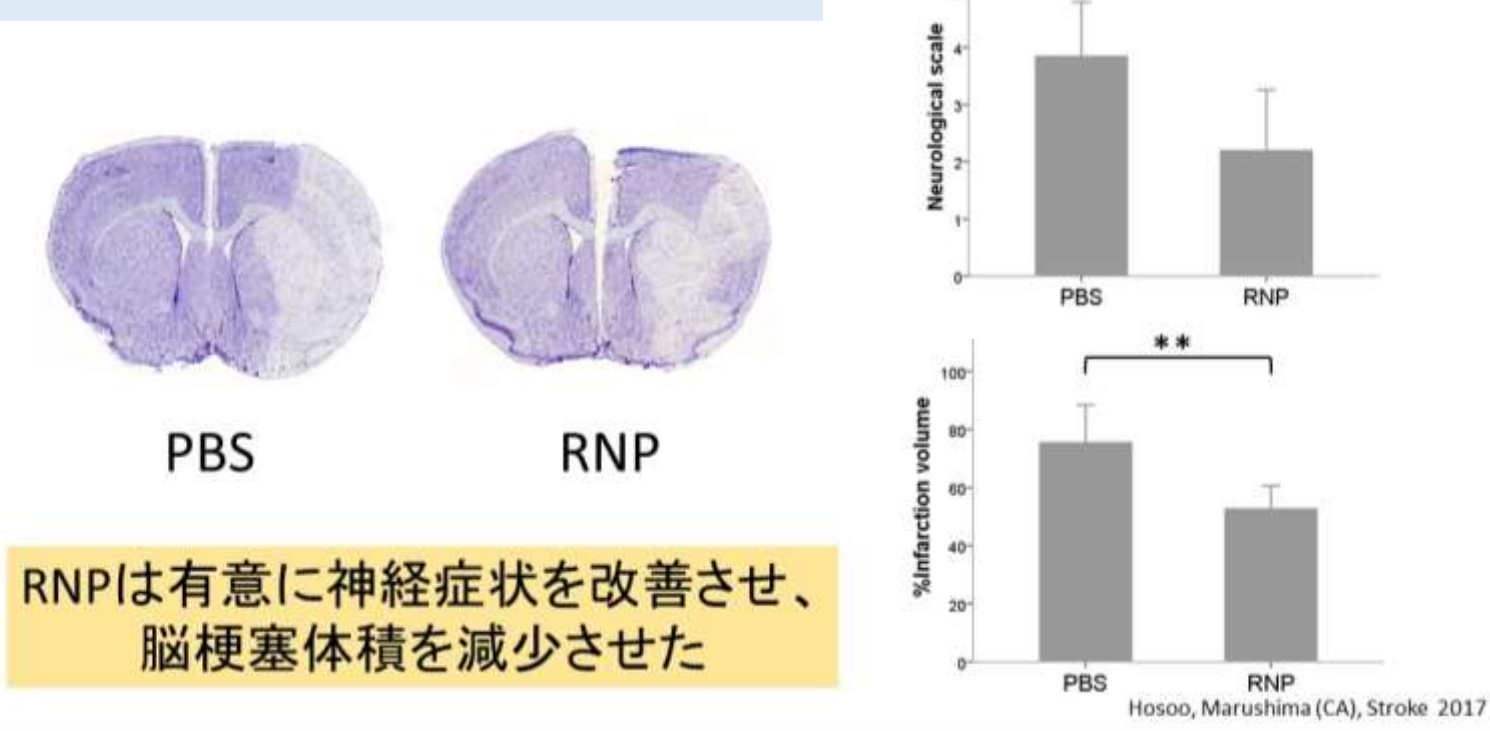 PBS
RNP
RNPは有意に神経症状を改善させ、
脳梗塞体積を減少させた
Neurological scale
4
3
2
1
0
PBS
RNP
**
%Infarction volume
100
80
60
40
20
0
PBS
RNP
Hosoo, Marushima (CA), Stroke 2017